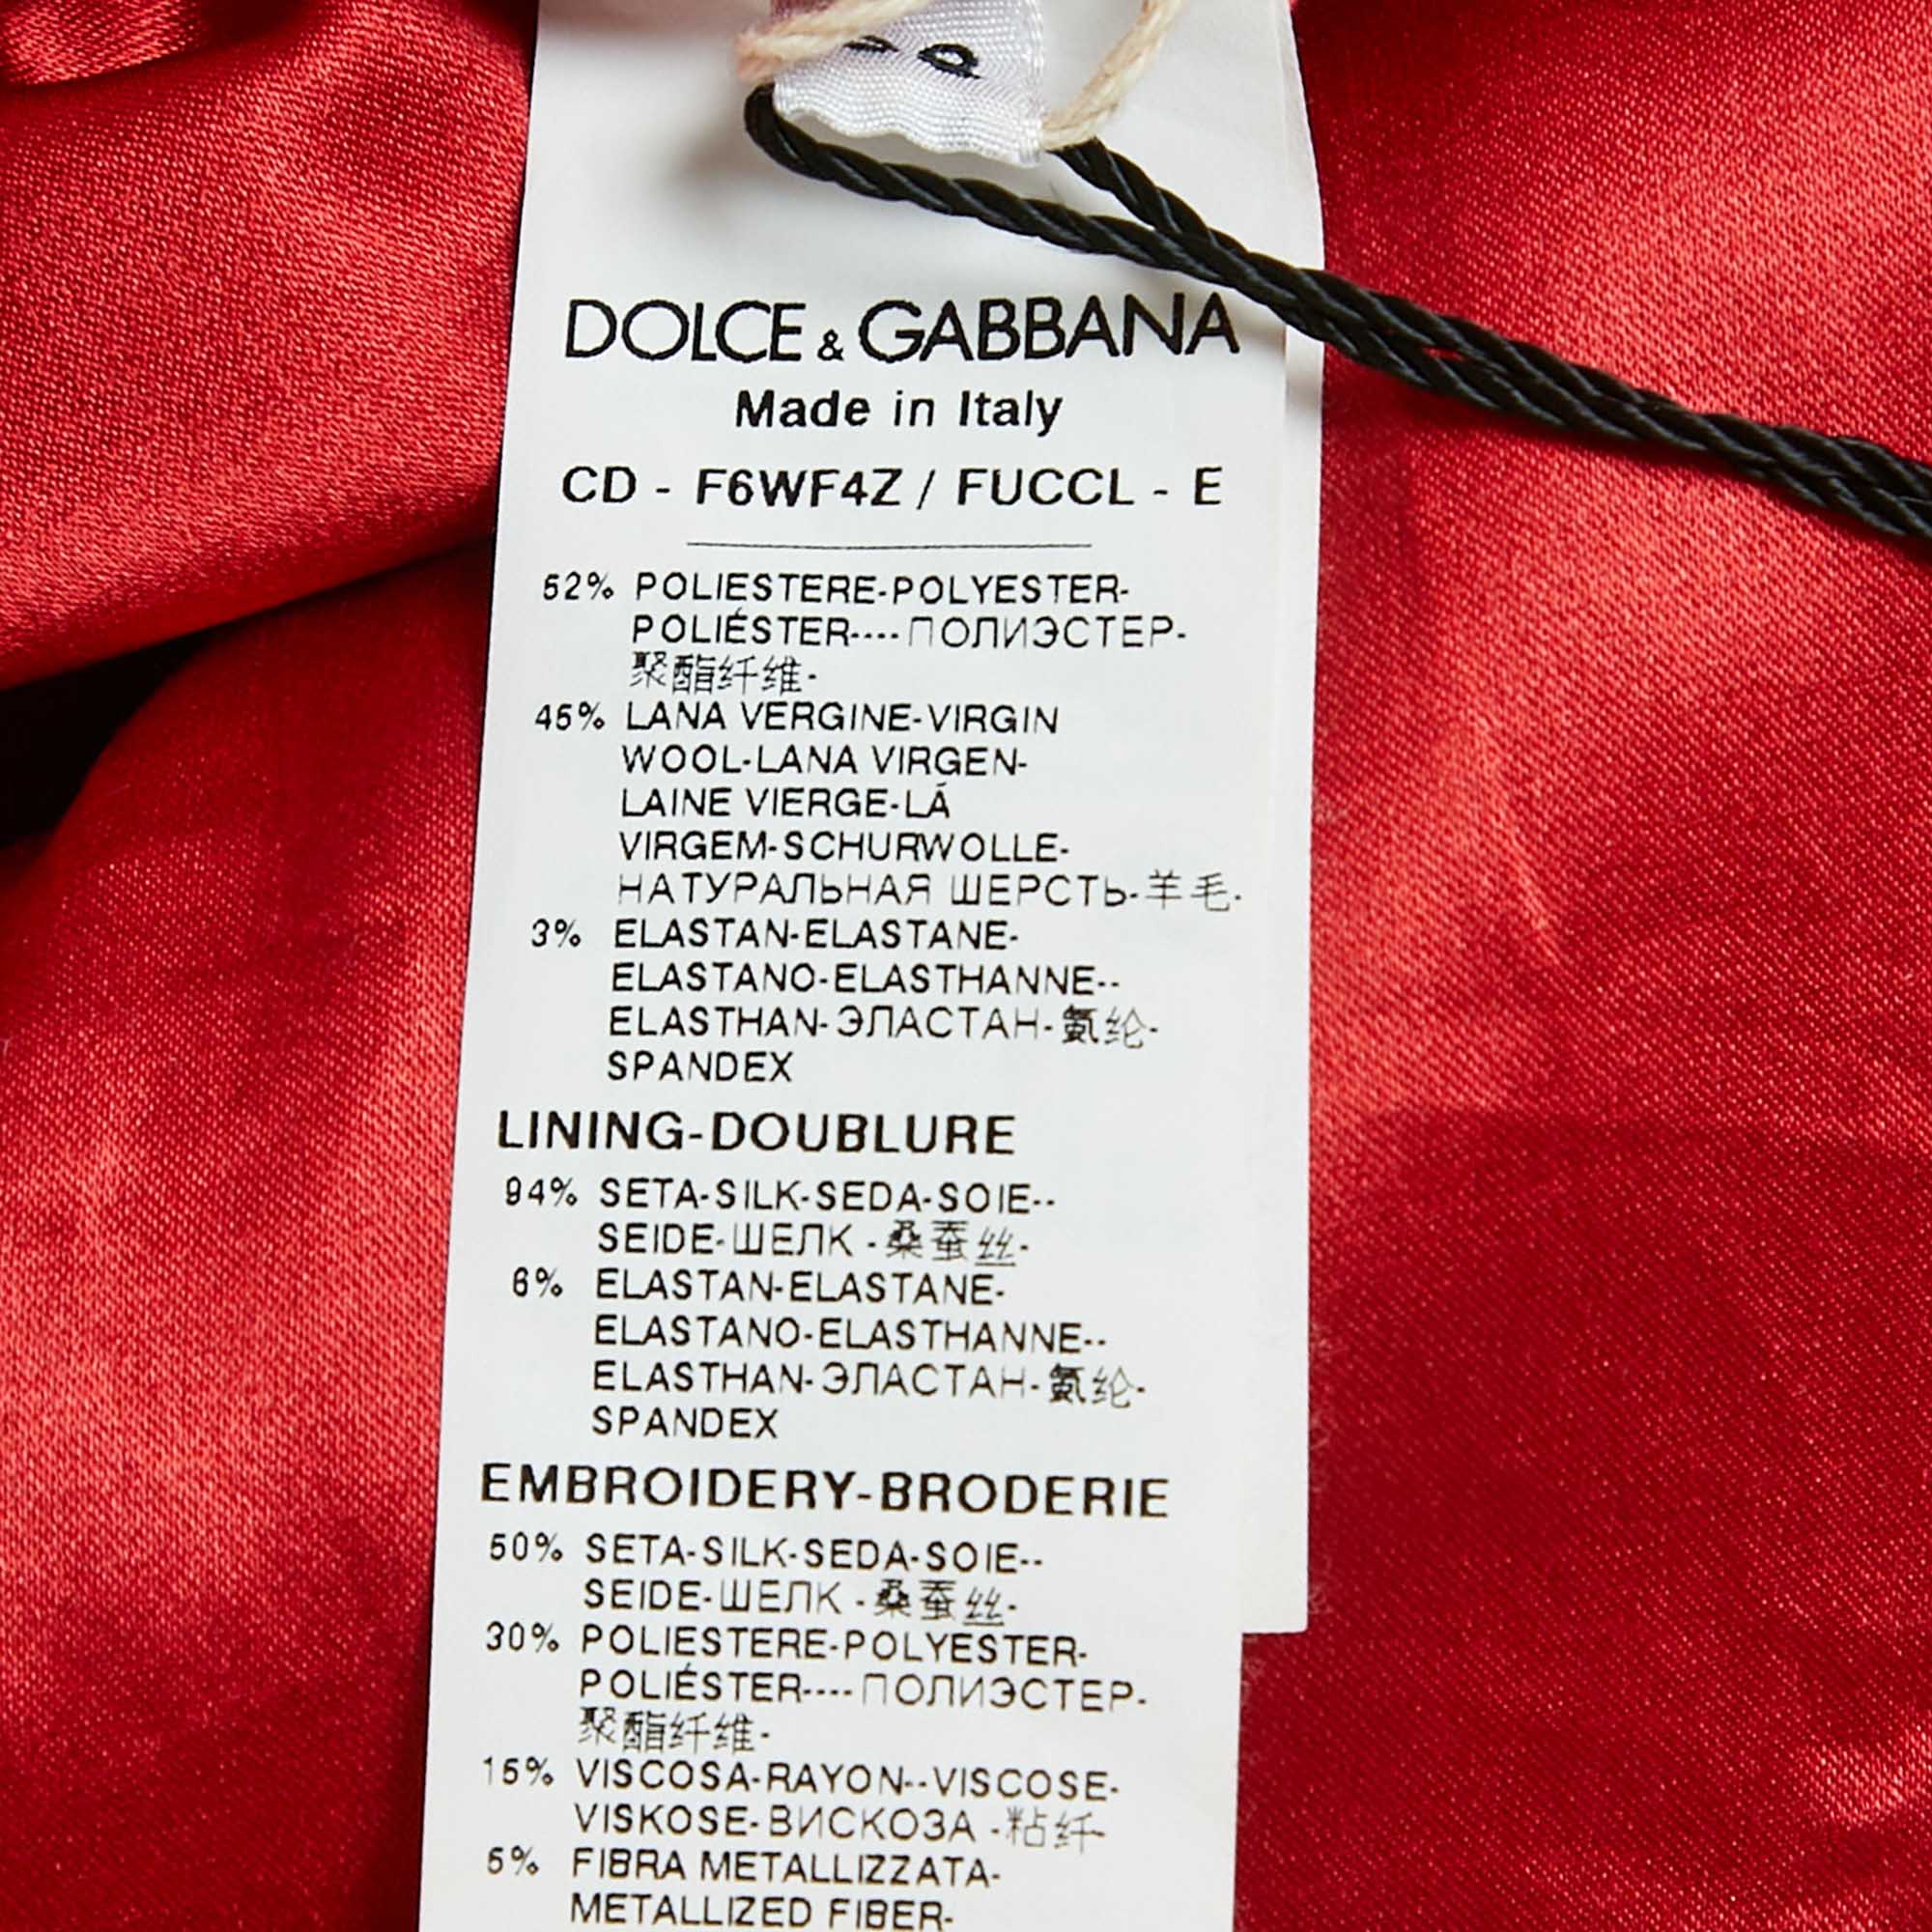 DOLCE & GABBANA
Made in Italy
CD - F6WF4Z / FUCCL - E
52% POLIESTERE-POLYESTER-
POLIÉSTER----ПОЛИЭСТЕР-
聚酯纤维-
45% LANA VERGINE-VIRGIN
WOOL-LANA VIRGEN-
LAINE VIERGE-LÃ
VIRGEM-SCHURWOLLE-
НАТУРАЛЬНАЯ ШЕРСТЬ-羊毛-
3% ELASTAN-ELASTANE-
ELASTANO-ELASTHANNE--
ELASTHAN-ЭЛАСТАН-氨纶-
SPANDEX
LINING-DOUBLURE
94% SETA-SILK-SEDA-SOIE--
SEIDE-ШЕЛК -桑蚕丝-
6% ELASTAN-ELASTANE-
ELASTANO-ELASTHANNE--
ELASTHAN-ЭЛАСТАН-氨纶-
SPANDEX
EMBROIDERY-BRODERIE
50% SETA-SILK-SEDA-SOIE--
SEIDE-ШЕЛК -桑蚕丝-
30% POLIESTERE-POLYESTER-
POLIÉSTER----ПОЛИЭСТЕР-
聚酯纤维-
15% VISCOSA-RAYON--VISCOSE-
VISKOSE-ВИСКОЗА -粘纤-
5% FIBRA METALLIZZATA-
METALLIZED FIBER-